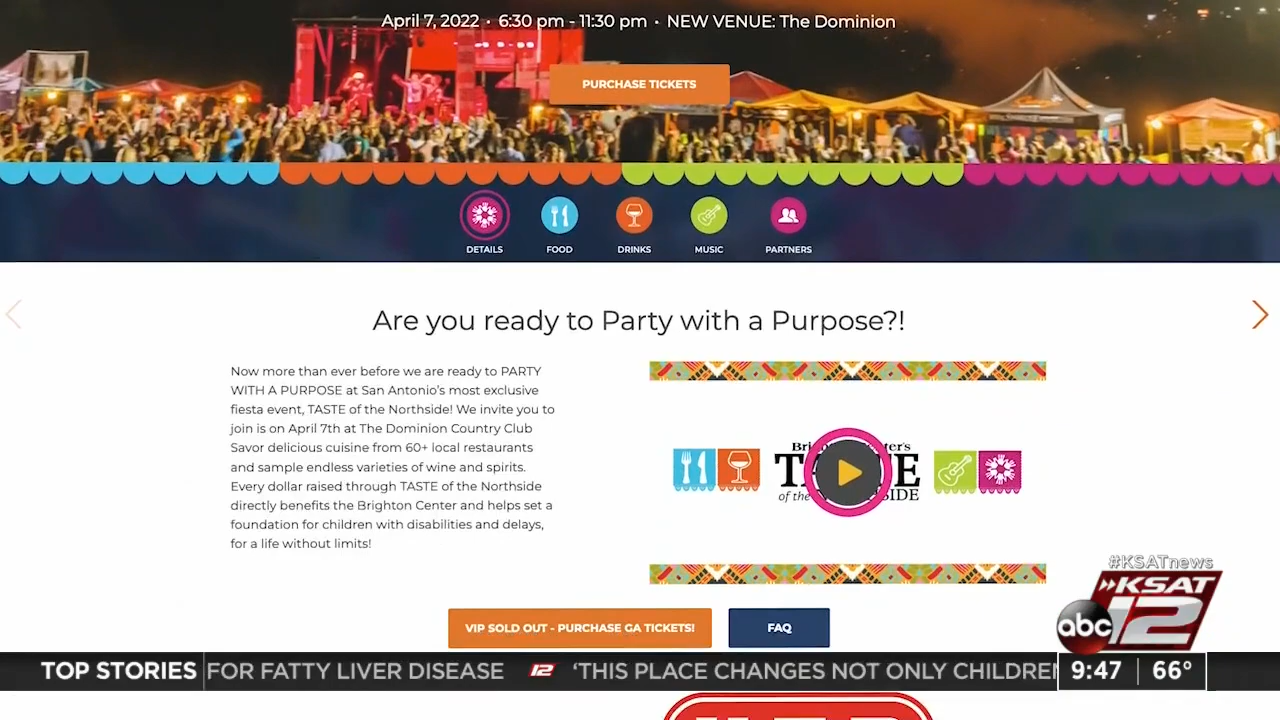 April 7, 2022 · 6:30 pm - 11:30 pm · NEW VENUE: The Dominion
PURCHASE TICKETS
DETAILS
FOOD
DRINKS
MUSIC
PARTNERS
Are you ready to Party with a Purpose?!
Now more than ever before we are ready to PARTY
WITH A PURPOSE at San Antonio's most exclusive
fiesta event, TASTE of the Northside! We invite you to
join is on April 7th at The Dominion Country Club
Savor delicious cuisine from 60+ local restaurants
and sample endless varieties of wine and spirits.
Every dollar raised through TASTE of the Northside
directly benefits the Brighton Center and helps set a
foundation for children with disabilities and delays,
for a life without limits!
of the
VIP SOLD OUT - PURCHASE GA TICKETS!
FAQ
#KSATnews
KSAT
12
abc
TOP STORIES
FOR FATTY LIVER DISEASE
12
'THIS PLACE CHANGES NOT ONLY CHILDREN
9:47
66°